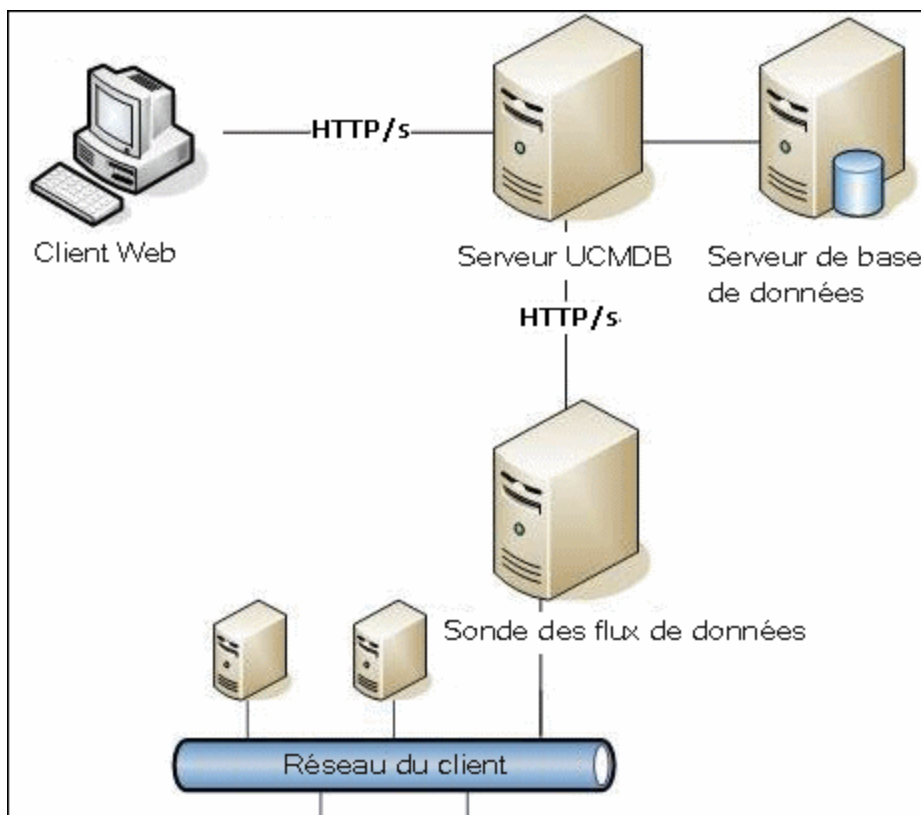 HTTP/s
Client Web
Serveur UCMDB
Serveur de base
de données
HTTP/s
Sonde des flux de données
Réseau du client